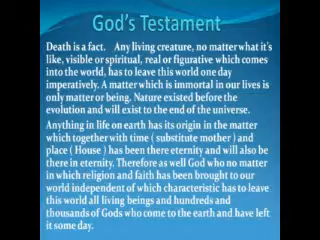 God's Testament
Death is a fact. Any living creature, no matter what it's
like, visible or spiritual, real or figurative which comes
into the world, has to leave this world one day
imperatively. A matter which is immortal in our lives is
only matter or being. Nature existed before the
evolution and will exist to the end of the universe.
Anything in life on earth has its origin in the matter
which together with time ( substitute mother ) and
place ( House ) has been there eternity and will also be
there in eternity. Therefore as well God who no matter
in which religion and faith has been brought to our
world independent of which characteristic has to leave
this world all living beings and hundreds and
thousands of Gods who come to the earth and have left
it some day.